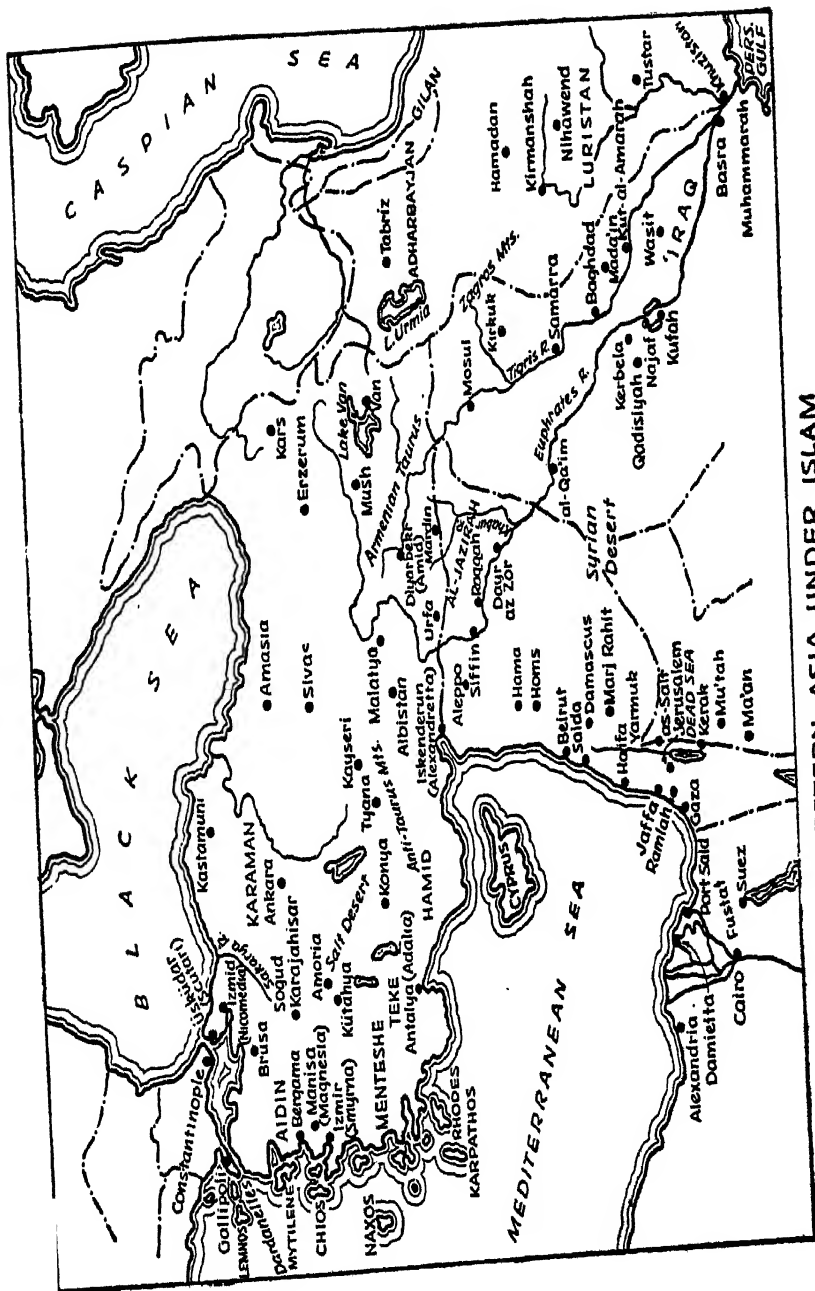 BLACK SEA
CASPIAN SEA
Constantinople
Gallipoli
LEMNOS
Dardanelles
MYTILENE
CHIOS
NAXOS
Üsküdar
(Scutari)
Izmid
(Nicomedia)
Sakarya R.
Brusa
Sogud
Karajahisar
AIDIN
Bergama
Manisa
(Magnesia)
Izmir
(Smyrna)
MENTESHE
RHODES
KARPATHOS
Amoria
Kütahya
Salt Desert
TEKE
Antalya (Adalia)
Kastamuni
KARAMAN
Ankara
Konya
HAMID
Kayseri
Tyana
Anti-Taurus Mts.
Amasia
Sivas
Malatya
Albistan
Iskenderun
(Alexandretta)
Kars
Erzerum
Mush
Lake Van
Van
Armenian Taurus
Diyarbekr
(Amid)
Mardin
Urfa
AL-JAZIRAH
Raqqah
Khabur R.
Dayr
az Zor
Aleppo
Siffin
Hama
Homs
GILAN
Tabriz
ADHARBAYJAN
L. Urmia
Zagros Mts.
Mosul
Kirkuk
Tigris R.
Samarra
Hamadan
Kirmanshah
Nihawend
LURISTAN
Tustar
Khuzistan
PERS.
GULF
Baghdad
Mada'in
Kut-al-Amarah
Wasit
'IRAQ
Basra
Muhammarah
Euphrates R.
al-Qa'im
Kerbela
Qadisiyah
Najaf
Kufah
Syrian
Desert
CYPRUS
MEDITERRANEAN SEA
Beirut
Saida
Damascus
Marj Rahit
Haifa
Yarmuk
as-Salt
Jerusalem
DEAD SEA
Kerak
Mu'tah
Ma'an
Jaffa
Ramlah
Gaza
Port Said
Fustat
Suez
Alexandria
Damietta
Cairo
ESTERN ASIA UNDER ISLAM